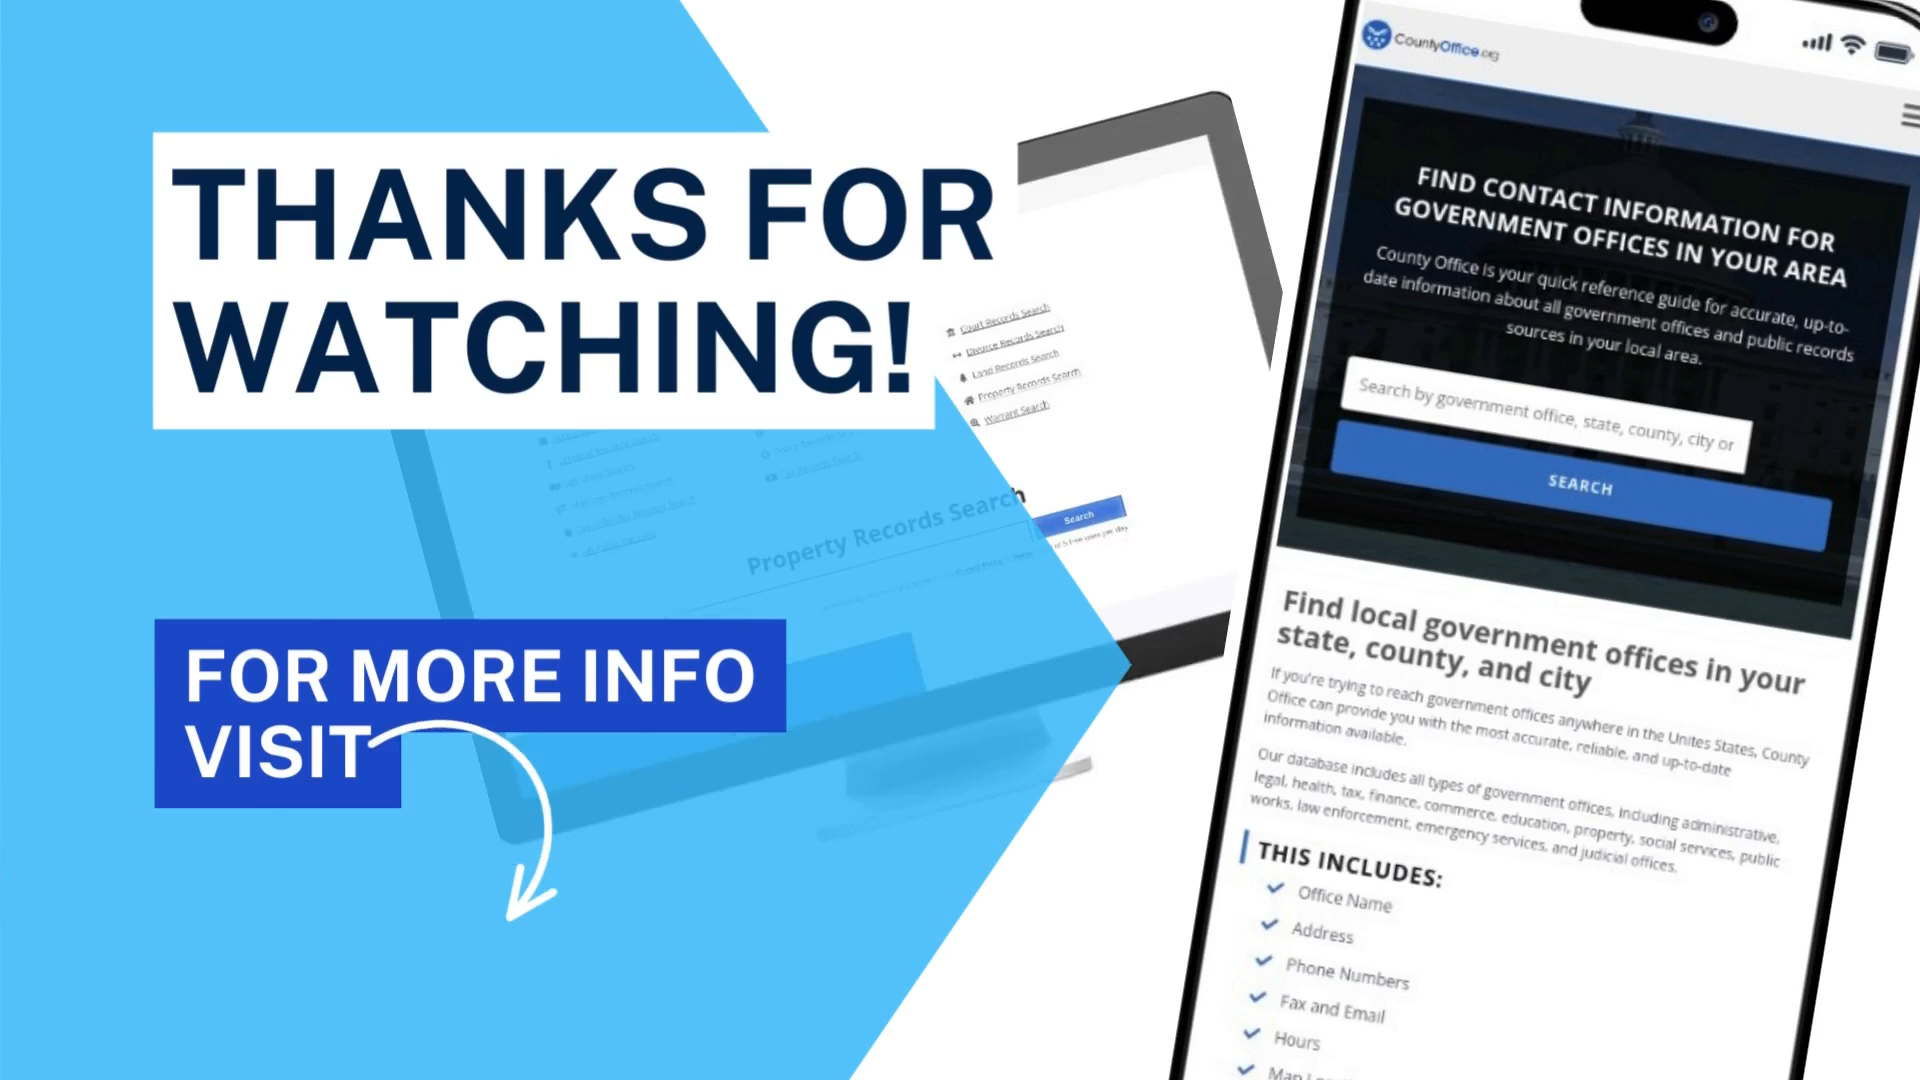 THANKS FOR
WATCHING!
FOR MORE INFO
VISIT
Court Records Search
Divorce Records Search
Land Records Search
Property Records Search
Warrant Search
Property Records Search
Search
CountyOffice.org
FIND CONTACT INFORMATION FOR
GOVERNMENT OFFICES IN YOUR AREA
County Office is your quick reference guide for accurate, up-to-
date information about all government offices and public records
sources in your local area.
Search by government office, state, county, city or
SEARCH
Find local government offices in your
state, county, and city
If you're trying to reach government offices anywhere in the Unites States, County
Office can provide you with the most accurate, reliable, and up-to-date
information available.
Our database includes all types of government offices, including administrative,
legal, health, tax, finance, commerce, education, property, social services, public
works, law enforcement, emergency services, and judicial offices.
THIS INCLUDES:
Office Name
Address
Phone Numbers
Fax and Email
Hours